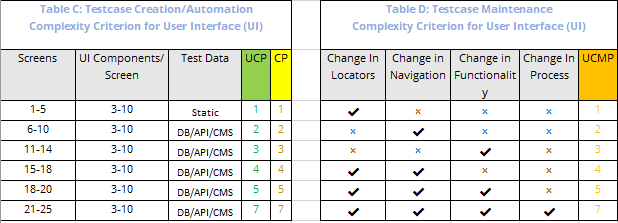 Table C: Testcase Creation/Automation
Complexity Criterion for User Interface (UI)
Screens UI Components/ Screen Test Data UCP CP
1-5 3-10 Static 1 1
6-10 3-10 DB/API/CMS 2 2
11-14 3-10 DB/API/CMS 3 3
15-18 3-10 DB/API/CMS 4 4
18-20 3-10 DB/API/CMS 5 5
21-25 3-10 DB/API/CMS 7 7
Table D: Testcase Maintenance
Complexity Criterion for User Interface (UI)
Change In Locators Change in Navigation Change in Functionality Change In Process UCMP
✔ × × × 1
× ✔ × × 2
× × ✔ × 3
✔ ✔ × × 4
✔ ✔ ✔ × 5
✔ ✔ ✔ ✔ 7